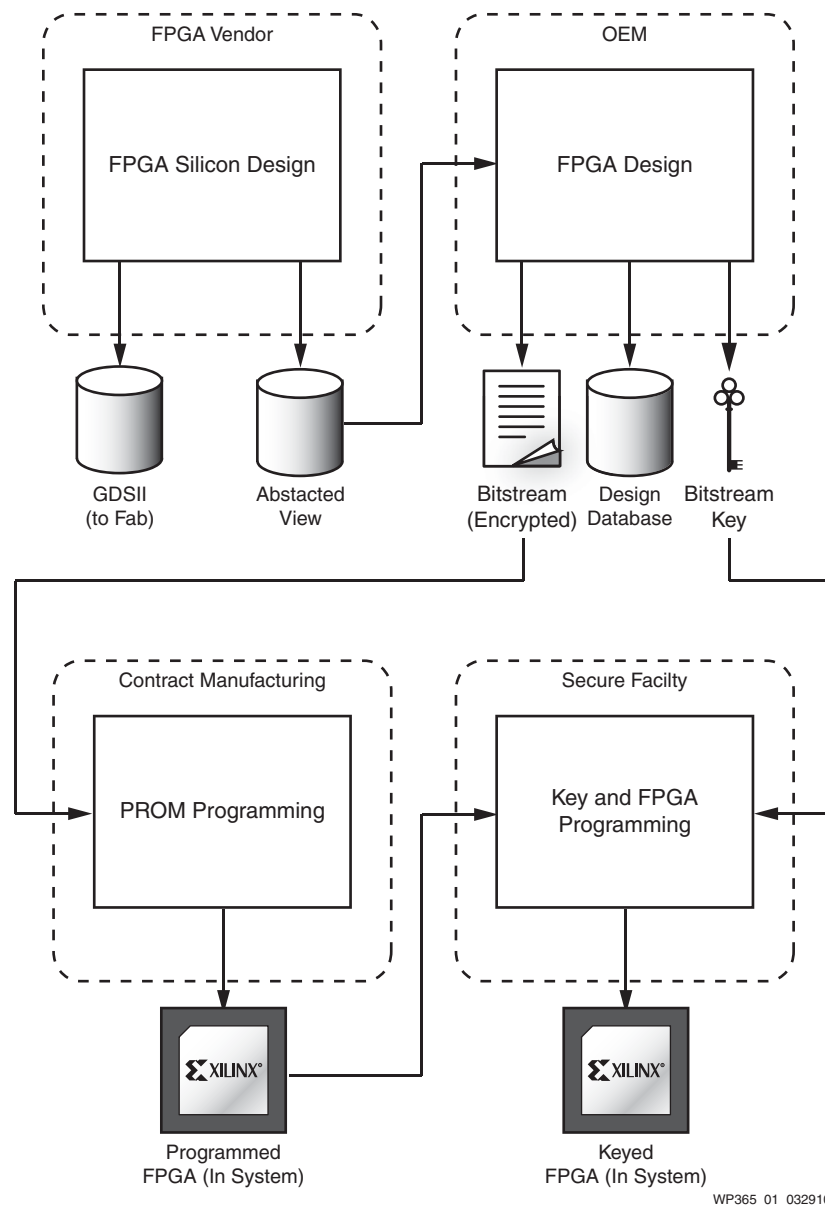 FPGA Vendor
OEM
FPGA Silicon Design
FPGA Design
GDSII
(to Fab)
Abstacted
View
Bitstream
(Encrypted)
Design
Database
Bitstream
Key
Contract Manufacturing
Secure Facilty
PROM Programming
Key and FPGA
Programming
XILINX®
XILINX®
Programmed
FPGA (In System)
Keyed
FPGA (In System)
WP365_01_032910